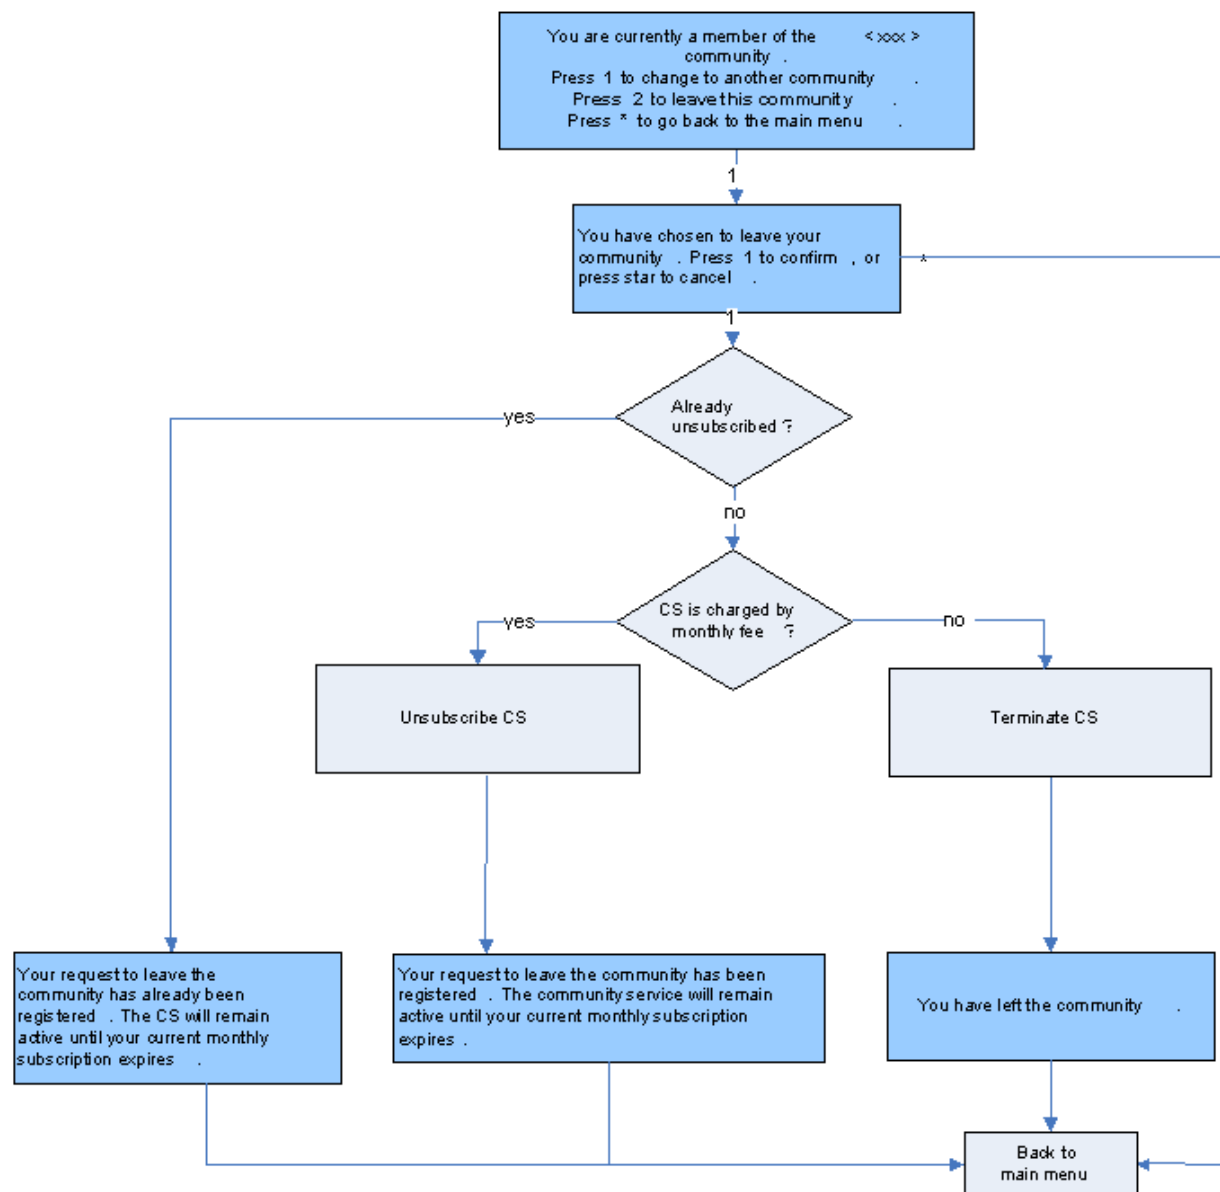 You are currently a member of the < xxx >
community .
Press 1 to change to another community .
Press 2 to leave this community .
Press * to go back to the main menu .
1
You have chosen to leave your
community . Press 1 to confirm , or
press star to cancel .
*
1
Already
unsubscribed ?
yes
no
CS is charged by
monthly fee ?
yes
no
Unsubscribe CS
Terminate CS
Your request to leave the
community has already been
registered . The CS will remain
active until your current monthly
subscription expires .
Your request to leave the community has been
registered . The community service will remain
active until your current monthly subscription
expires .
You have left the community .
Back to
main menu